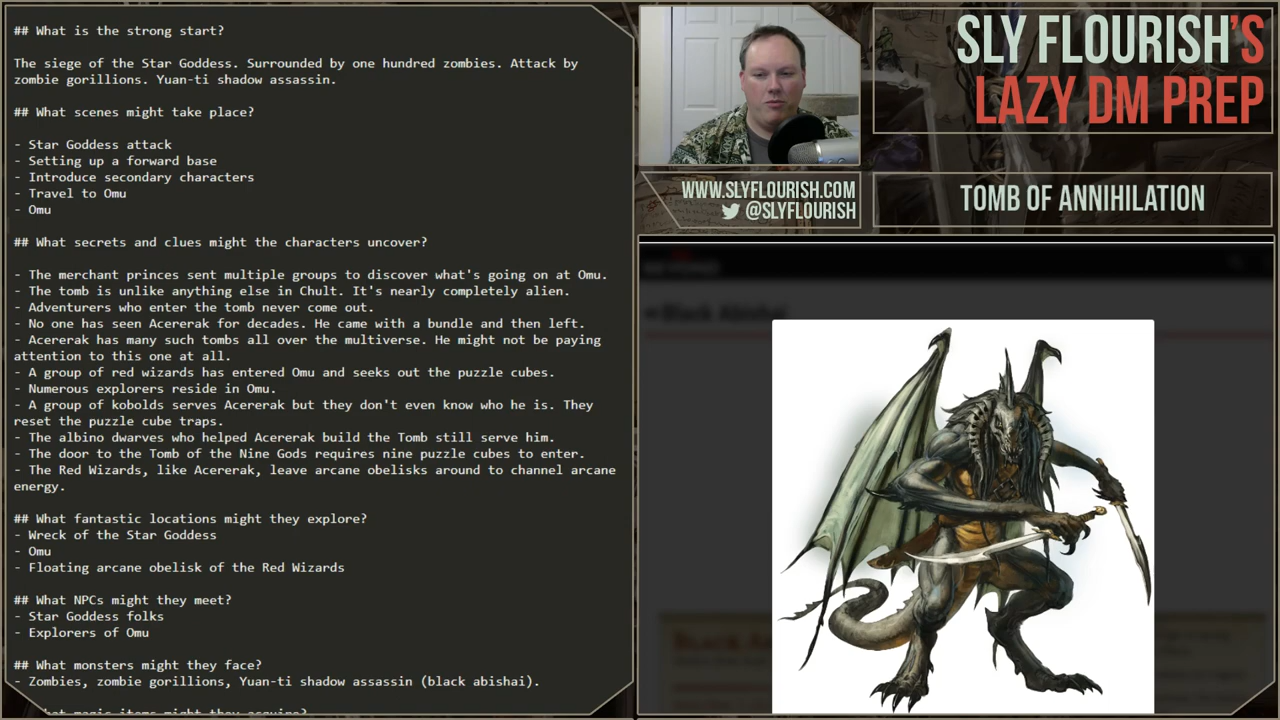 ## What is the strong start?
The siege of the Star Goddess. Surrounded by one hundred zombies. Attack by
zombie gorillions. Yuan-ti shadow assassin.
## What scenes might take place?
- Star Goddess attack
- Setting up a forward base
- Introduce secondary characters
- Travel to Omu
- Omu
## What secrets and clues might the characters uncover?
- The merchant princes sent multiple groups to discover what's going on at Omu.
- The tomb is unlike anything else in Chult. It's nearly completely alien.
- Adventurers who enter the tomb never come out.
- No one has seen Acererak for decades. He came with a bundle and then left.
- Acererak has many such tombs all over the multiverse. He might not be paying
attention to this one at all.
- A group of red wizards has entered Omu and seeks out the puzzle cubes.
- Numerous explorers reside in Omu.
- A group of kobolds serves Acererak but they don't even know who he is. They
reset the puzzle cube traps.
- The albino dwarves who helped Acererak build the Tomb still serve him.
- The door to the Tomb of the Nine Gods requires nine puzzle cubes to enter.
- The Red Wizards, like Acererak, leave arcane obelisks around to channel arcane
energy.
## What fantastic locations might they explore?
- Wreck of the Star Goddess
- Omu
- Floating arcane obelisk of the Red Wizards
## What NPCs might they meet?
- Star Goddess folks
- Explorers of Omu
## What monsters might they face?
- Zombies, zombie gorillions, Yuan-ti shadow assassin (black abishai).
what magic items might they acquire?
SLY FLOURISH'S
LAZY DM PREP
WWW.SLYFLOURISH.COM
@SLYFLOURISH
TOMB OF ANNIHILATION
Black Abishai